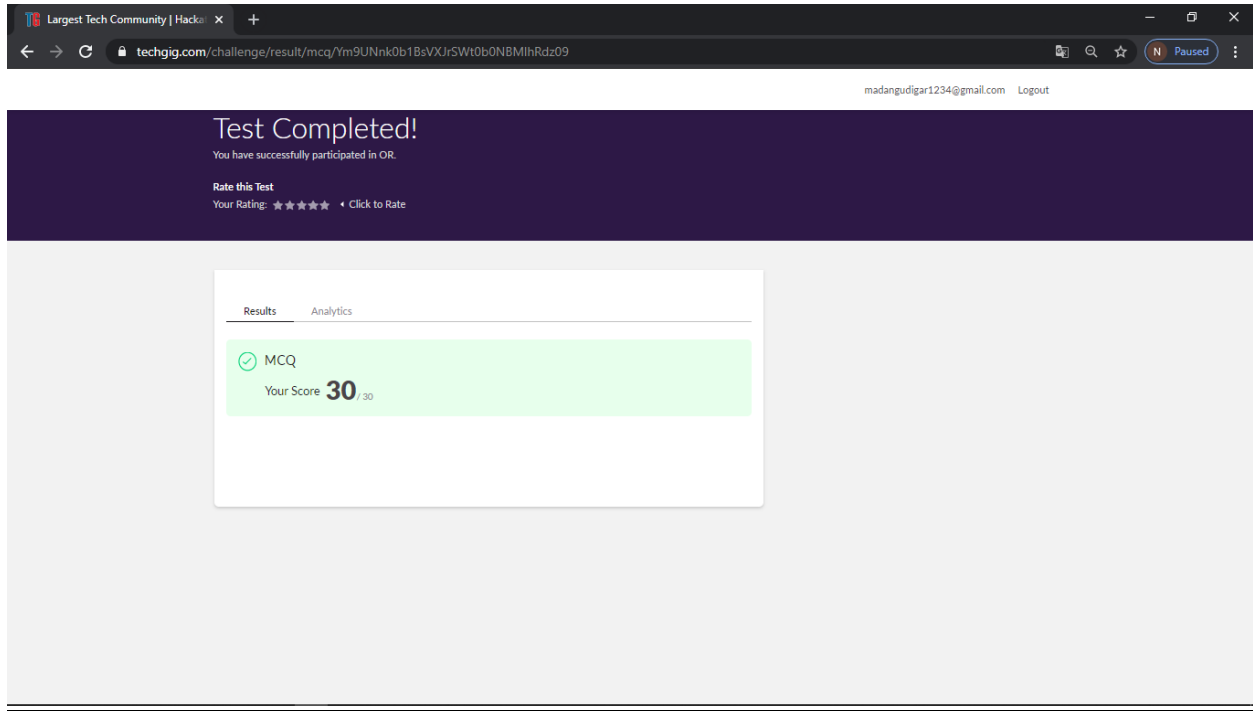 TG Largest Tech Community | Hacka
techgig.com/challenge/result/mcq/Ym9UNnk0b1BsVXJrSWt0b0NBMlhRdz09
N Paused
madangudigar1234@gmail.com Logout
Test Completed!
You have successfully participated in OR.
Rate this Test
Your Rating: Click to Rate
Results Analytics
MCQ
Your Score 30 / 30